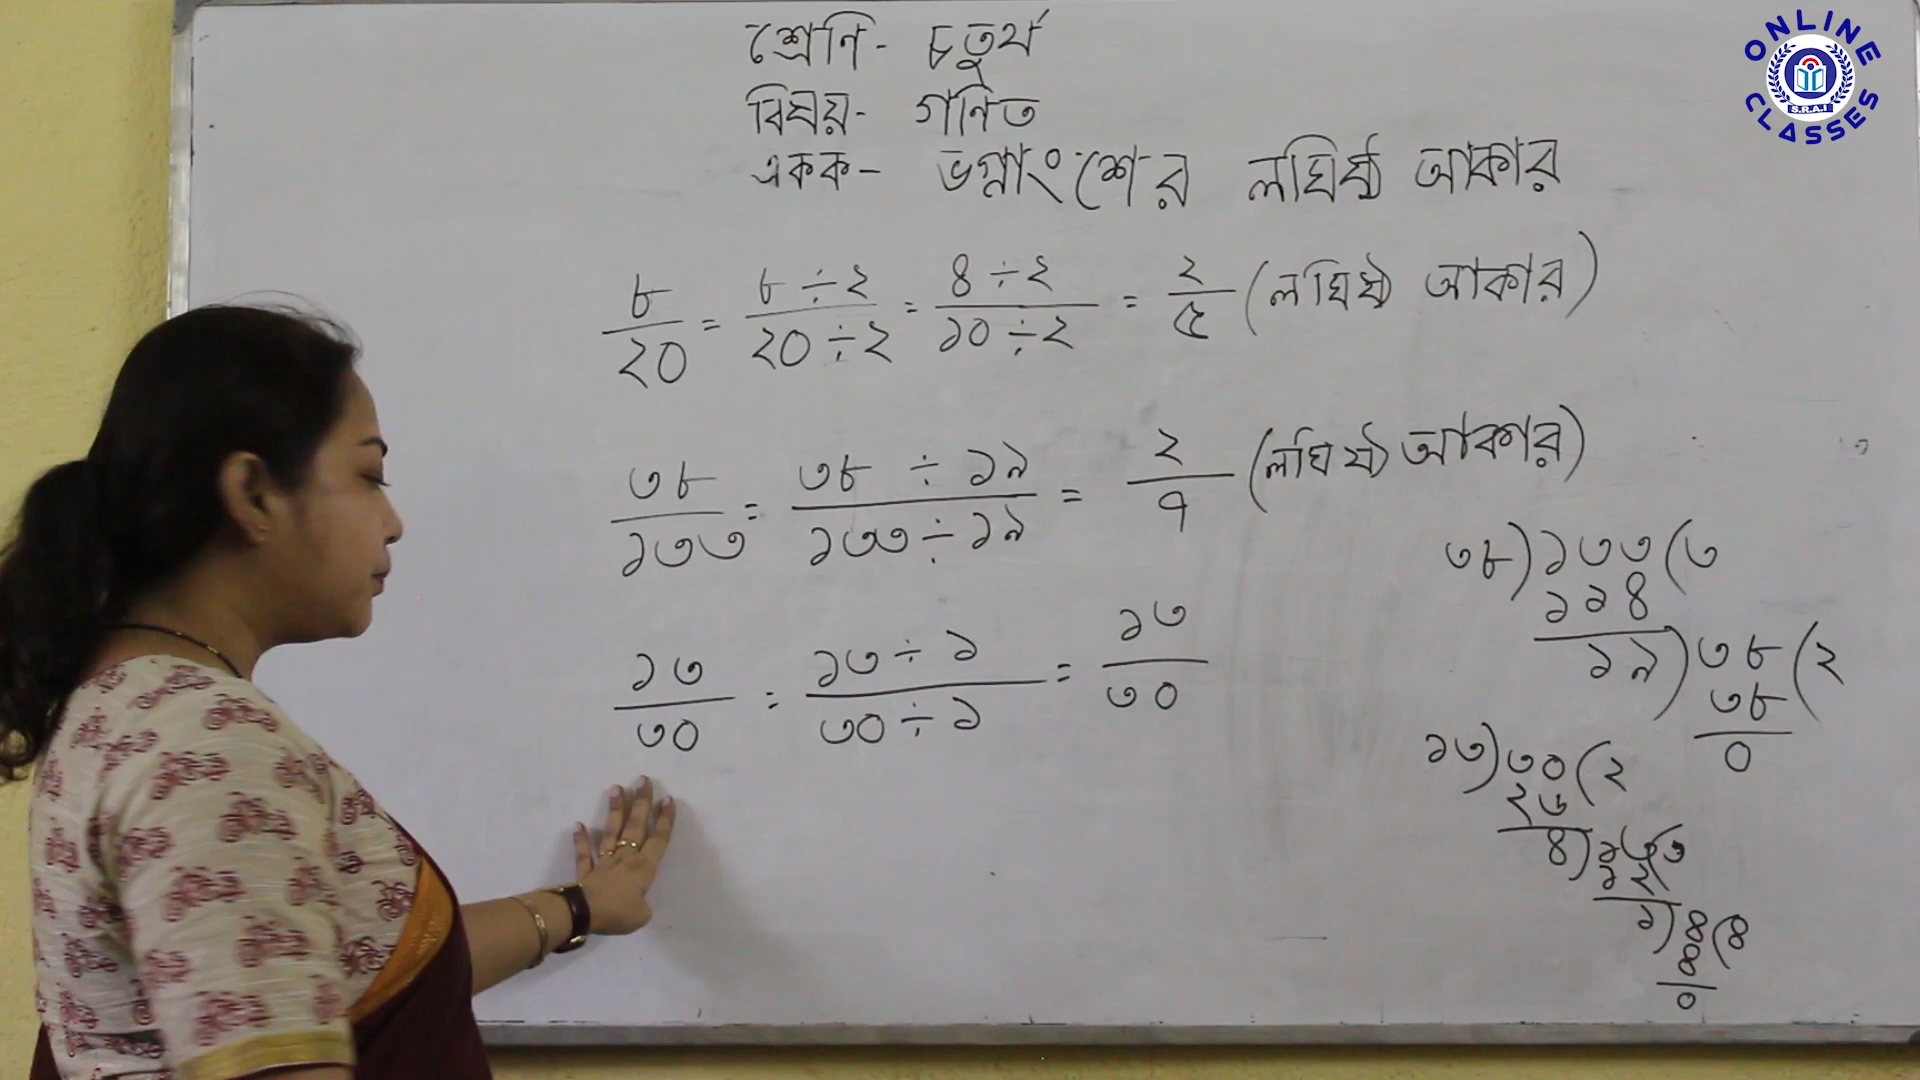 শ্রেণি - চতুর্থ
বিষয় - গণিত
একক - ভগ্নাংশের লঘিষ্ঠ আকার
৮/২০ = ৮ ÷ ২/২০ ÷ ২ = ৪ ÷ ২/১০ ÷ ২ = ২/৫ (লঘিষ্ঠ আকার)
৩৮/১৩৩ = ৩৮ ÷ ১৯/১৩৩ ÷ ১৯ = ২/৭ (লঘিষ্ঠ আকার)
১৩/৩০ = ১৩ ÷ ১/৩০ ÷ ১ = ১৩/৩০
৩৮) ১৩৩ (৩
১১৪
১৯) ৩৮ (২
৩৮
০
১৩) ৩০ (২
২৬
৪) ১৩ (৩
১২
১) ৪ (৪
৪
০
ONLINE CLASSES
S.R.A.I